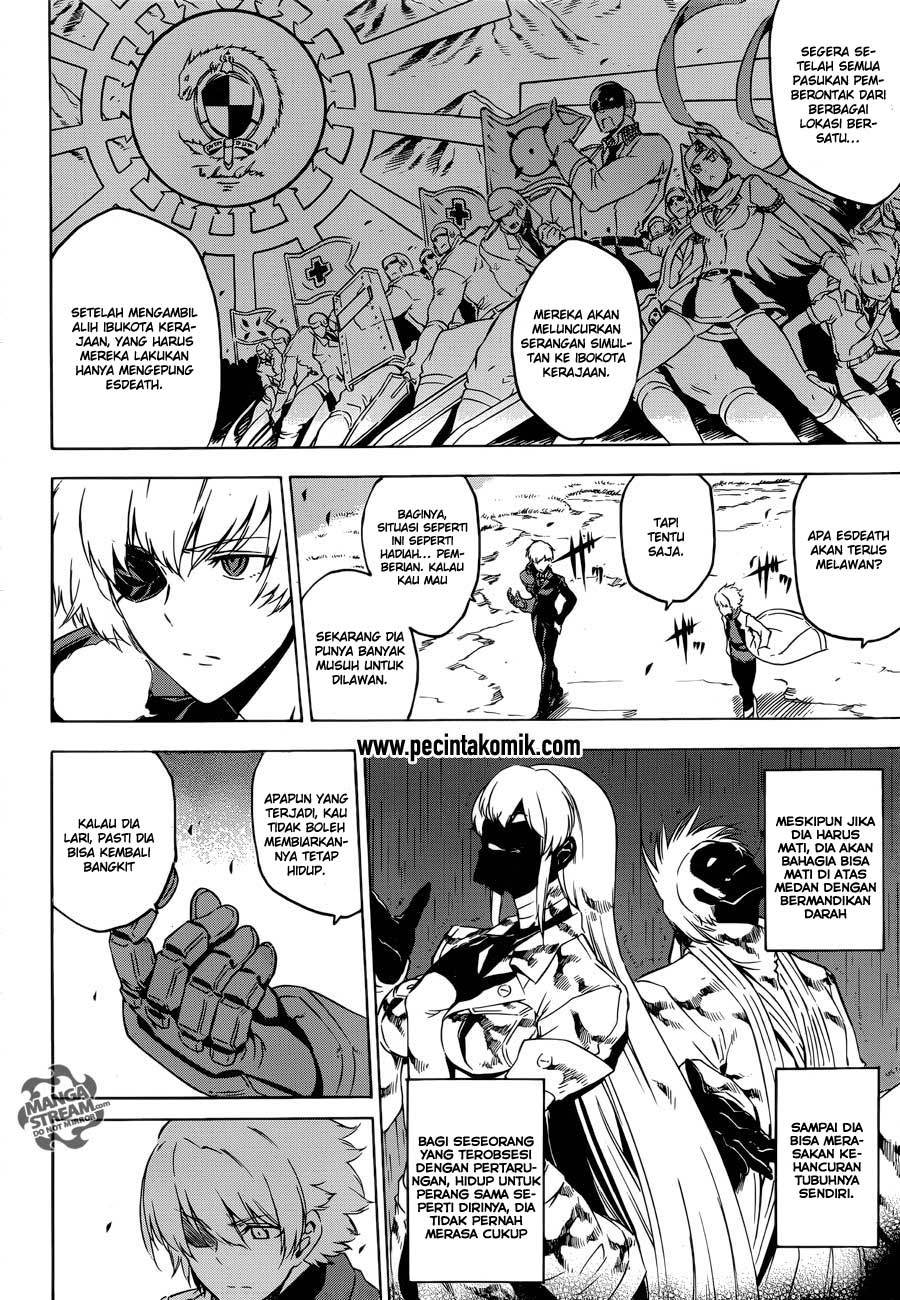 SEGERA SE-
TELAH SEMUA
PASUKAN PEM-
BERONTAK DARI
BERBAGAI
LOKASI BER-
SATU...
MEREKA AKAN
MELUNCURKAN
SERANGAN SIMUL-
TAN KE IBOKOTA
KERAJAAN.
SETELAH MENGAMBIL
ALIH IBUKOTA KERA-
JAAN, YANG HARUS
MEREKA LAKUKAN
HANYA MENGEPUNG
ESDEATH.
APA ESDEATH
AKAN TERUS
MELAWAN?
TAPI
TENTU
SAJA.
BAGINYA,
SITUASI SEPERTI
INI SEPERTI
HADIAH... PEM-
BERIAN. KALAU
KAU MAU
SEKARANG DIA
PUNYA BANYAK
MUSUH UNTUK
DILAWAN.
www.pecintakomik.com
MESKIPUN JIKA
DIA HARUS
MATI, DIA AKAN
BAHAGIA BISA
MATI DI ATAS
MEDAN DENGAN
BERMANDIKAN
DARAH
SAMPAI DIA
BISA MERA-
SAKAN KE-
HANCURAN
TUBUHNYA
SENDIRI.
BAGI SESEORANG
YANG TEROBSESI
DENGAN PERTARU-
NGAN, HIDUP UNTUK
PERANG SAMA SE-
PERTI DIRINYA, DIA
TIDAK PERNAH
MERASA CUKUP
APAPUN YANG
TERJADI, KAU
TIDAK BOLEH
MEMBIARKAN-
NYA TETAP
HIDUP.
KALAU DIA
LARI, PASTI DIA
BISA KEMBALI
BANGKIT
MANGA
STREAM.com
DO NOT MIRROR!